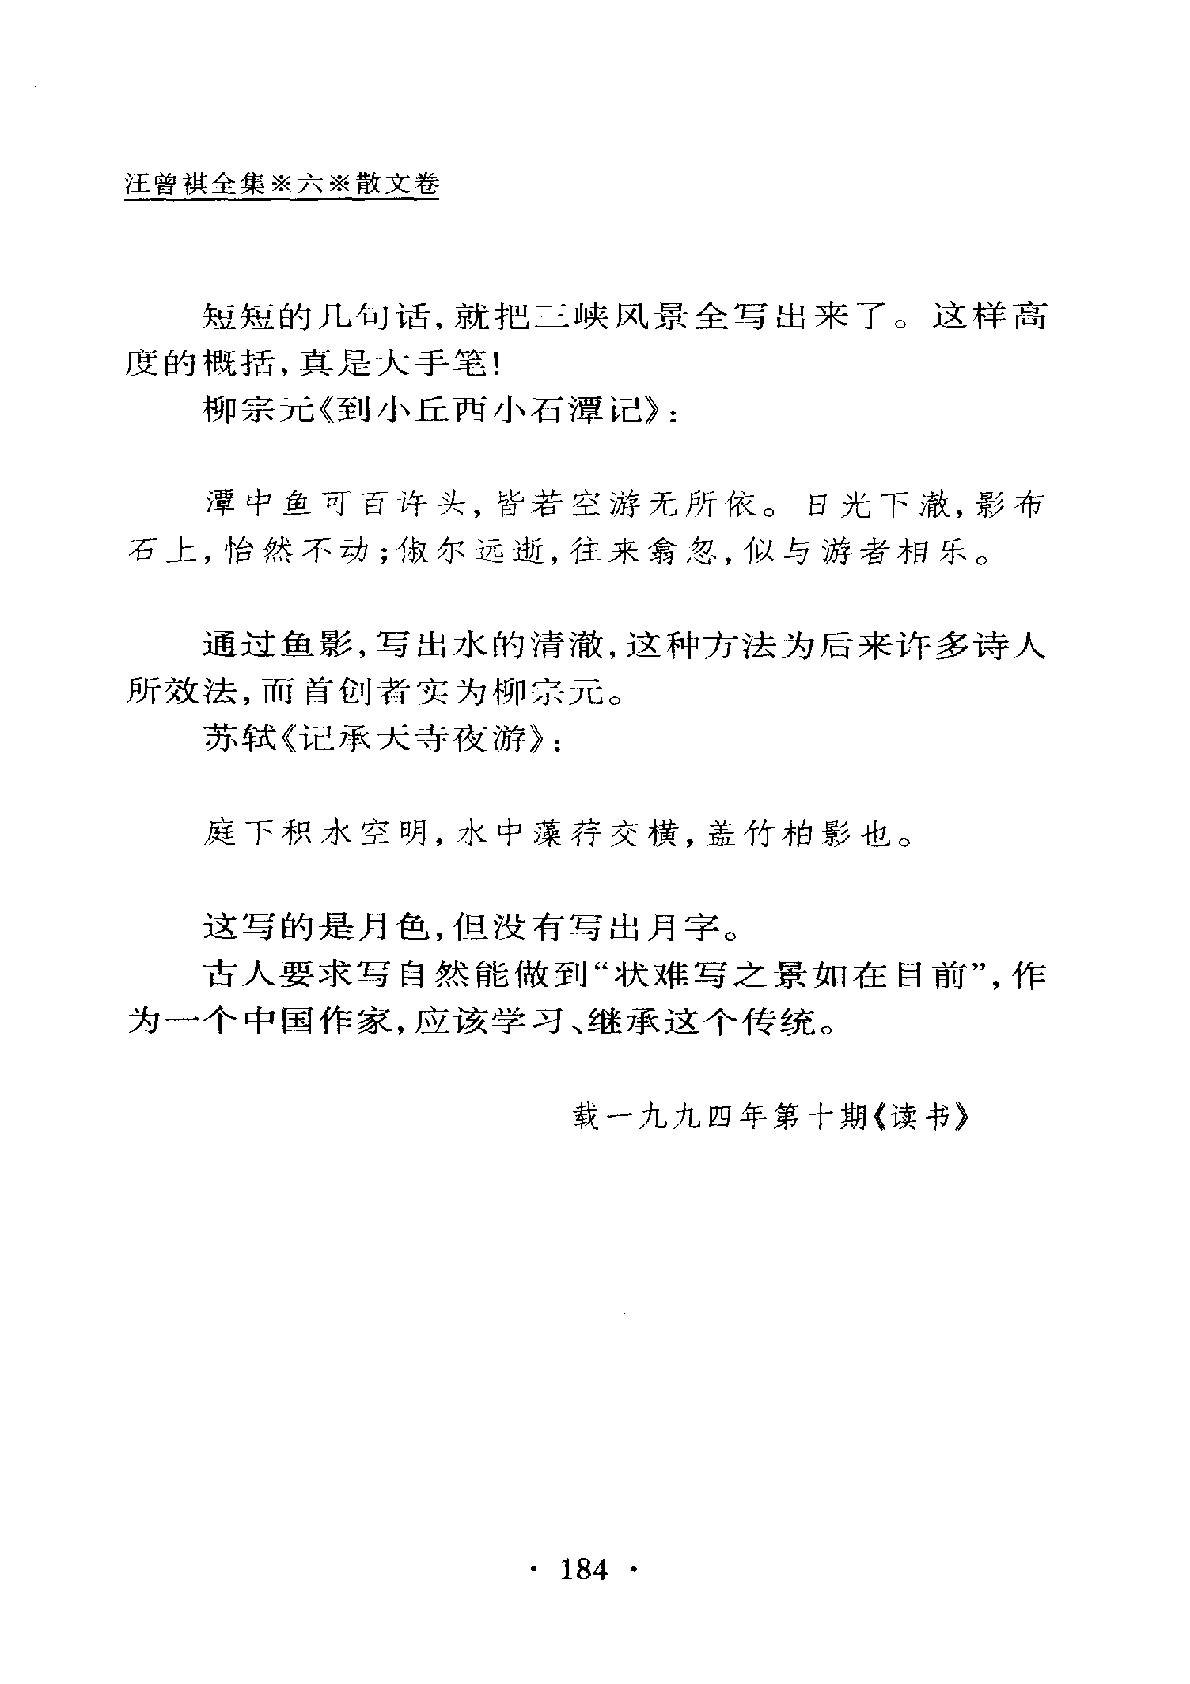 汪曾祺全集※六※散文卷
短短的几句话,就把三峡风景全写出来了。这样高
度的概括,真是大手笔!
柳宗元《到小丘西小石潭记》:
潭中鱼可百许头,皆若空游无所依。日光下澈,影布
石上,怡然不动;俶尔远逝,往来翕忽,似与游者相乐。
通过鱼影,写出水的清澈,这种方法为后来许多诗人
所效法,而首创者实为柳宗元。
苏轼《记承天寺夜游》:
庭下积水空明,水中藻荇交横,盖竹柏影也。
这写的是月色,但没有写出月字。
古人要求写自然能做到“状难写之景如在目前”,作
为一个中国作家,应该学习、继承这个传统。
载一九九四年第十期《读书》
· 184 ·